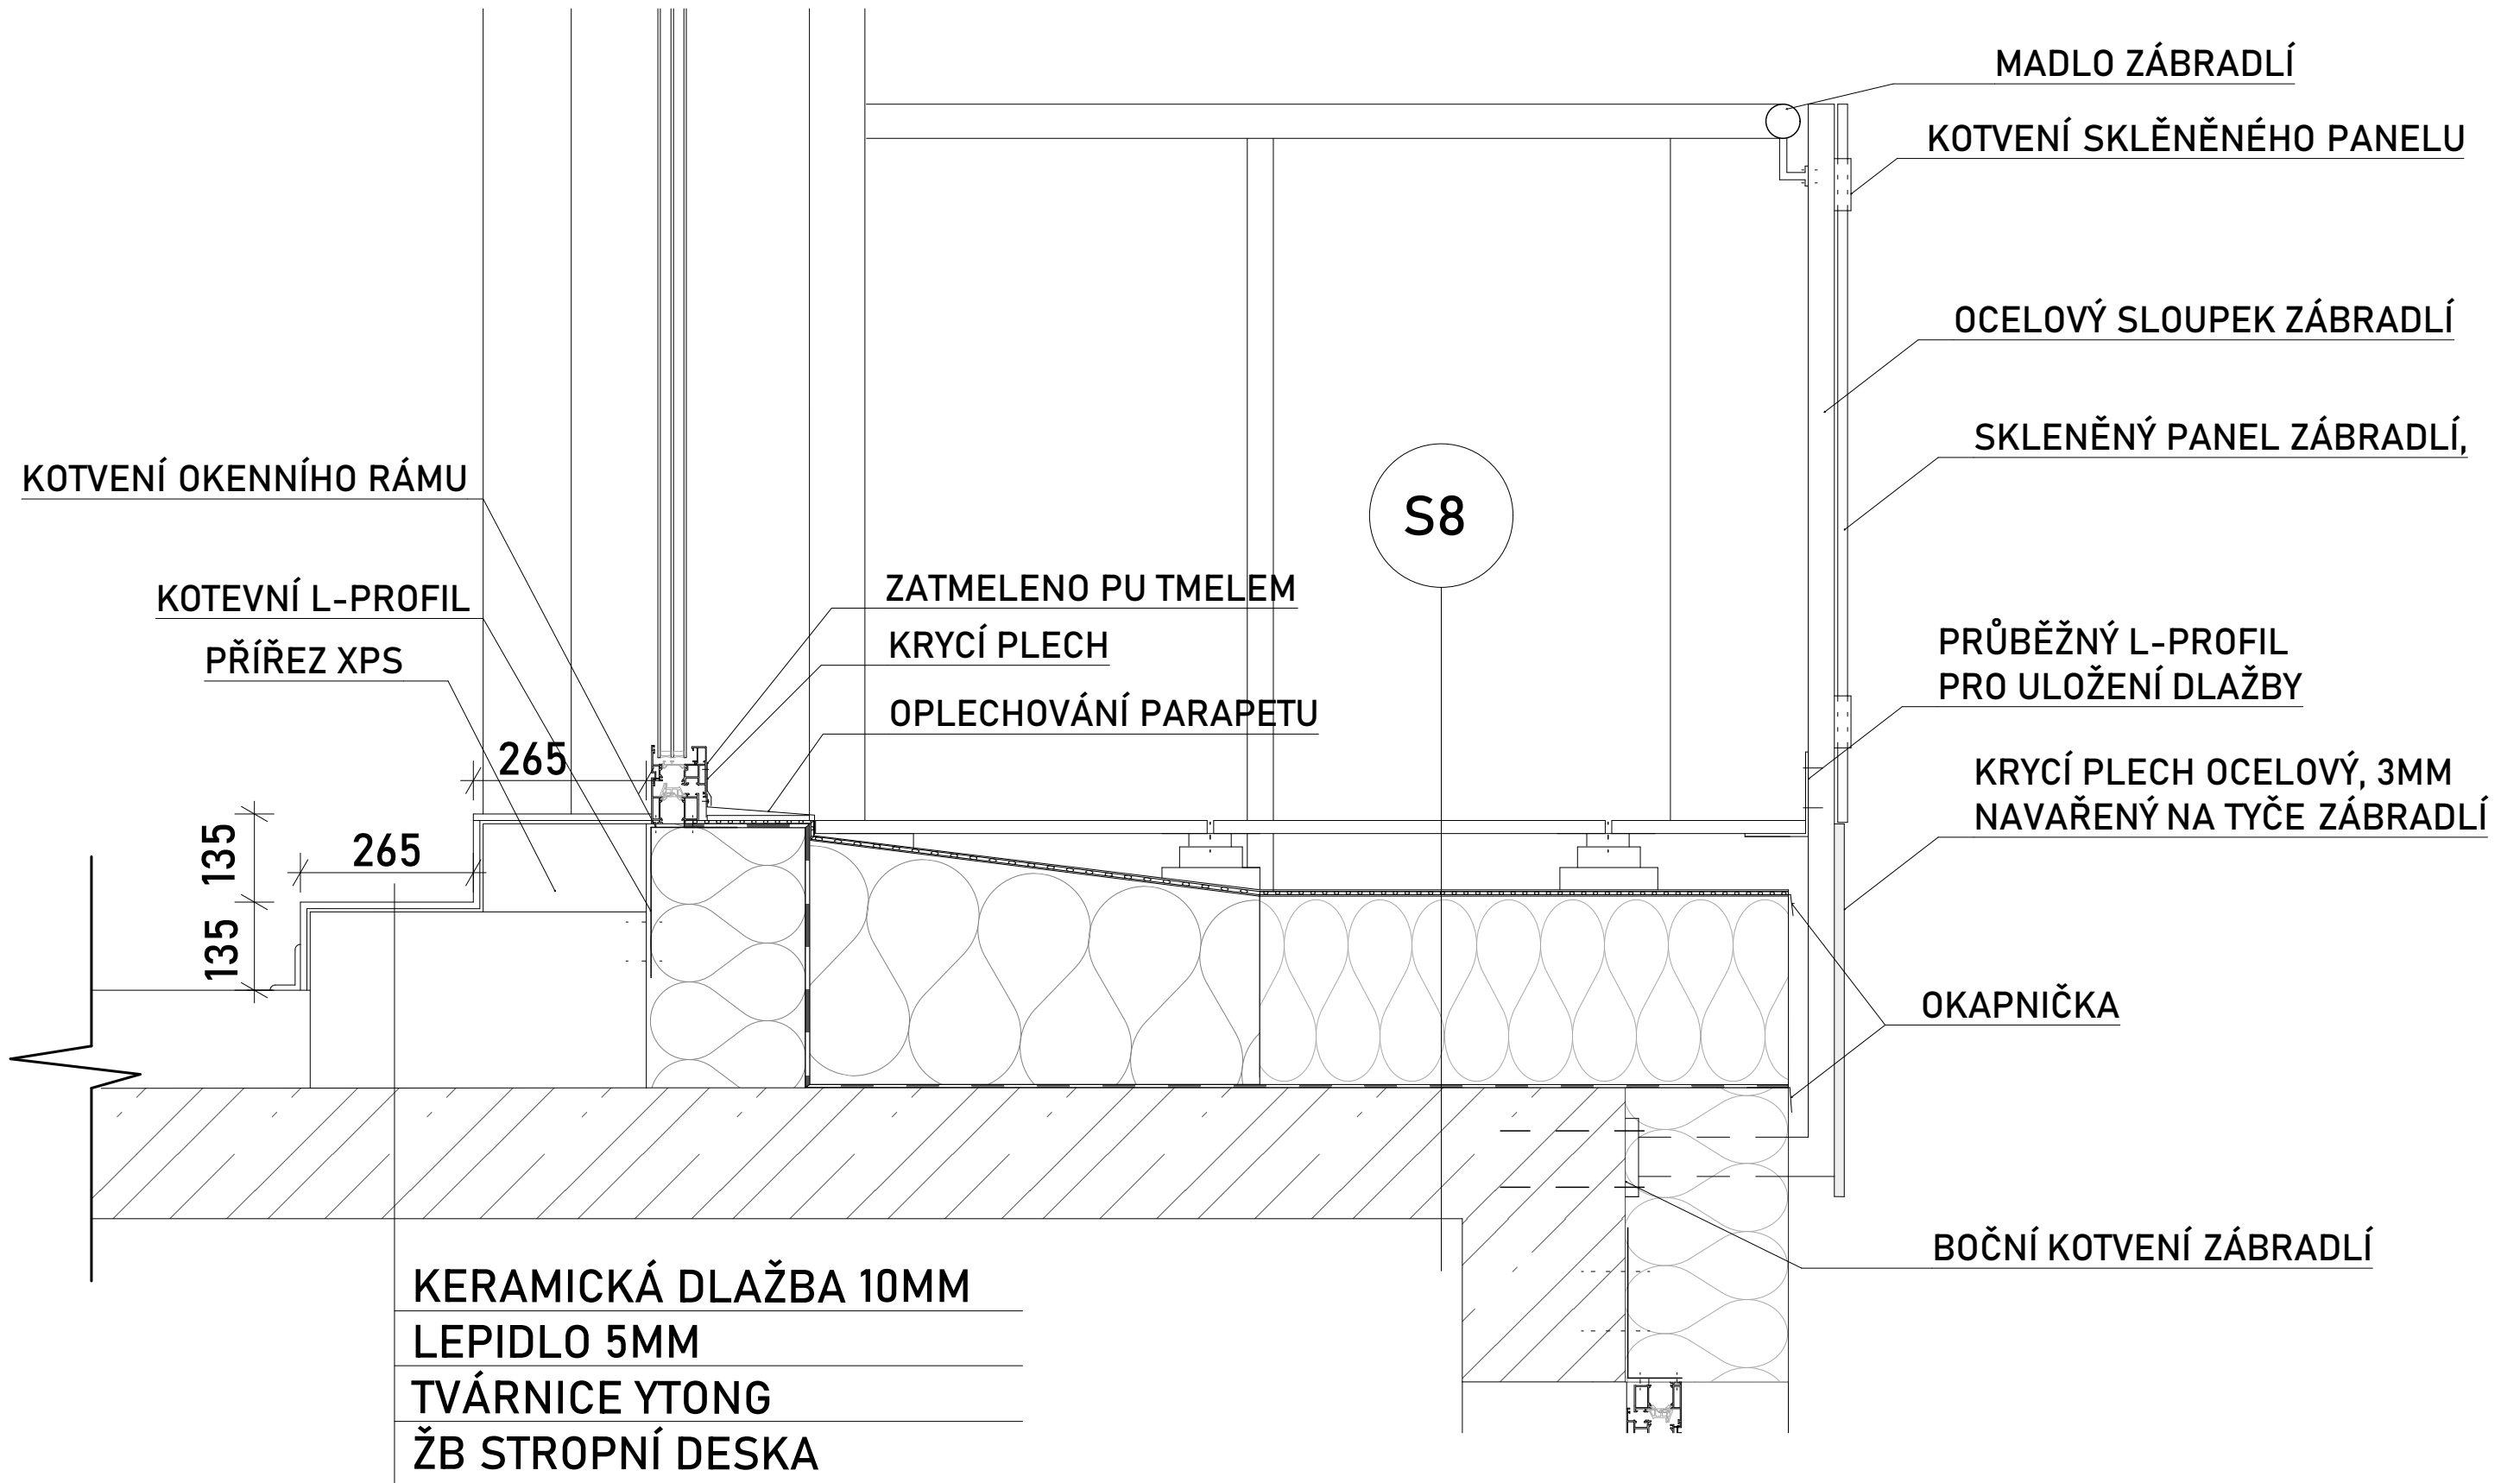 MADLO ZÁBRADLÍ
KOTVENÍ SKLĚNĚNÉHO PANELU
OCELOVÝ SLOUPEK ZÁBRADLÍ
SKLENĚNÝ PANEL ZÁBRADLÍ,
KOTVENÍ OKENNÍHO RÁMU
S8
KOTEVNÍ L-PROFIL
ZATMELENO PU TMELEM
PŘÍŘEZ XPS
KRYCÍ PLECH
PRŮBĚŽNÝ L-PROFIL
PRO ULOŽENÍ DLAŽBY
OPLECHOVÁNÍ PARAPETU
265
KRYCÍ PLECH OCELOVÝ, 3MM
NAVAŘENÝ NA TYČE ZÁBRADLÍ
265
135
135
OKAPNIČKA
BOČNÍ KOTVENÍ ZÁBRADLÍ
KERAMICKÁ DLAŽBA 10MM
LEPIDLO 5MM
TVÁRNICE YTONG
ŽB STROPNÍ DESKA